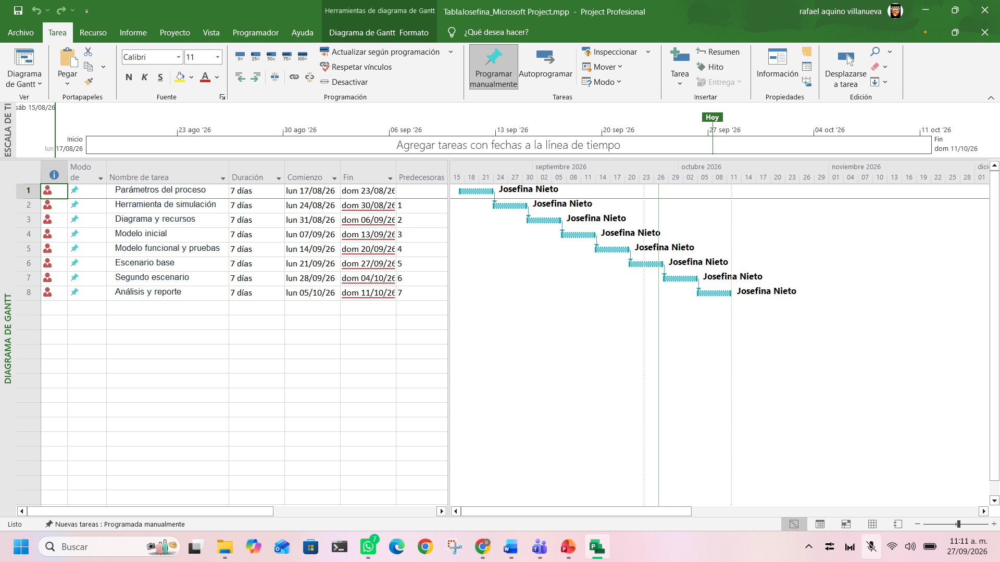 Herramientas de diagrama de Gantt
TablaJosefina_Microsoft Project.mpp - Project Profesional
rafael aquino villanueva
Archivo Tarea Recurso Informe Proyecto Vista Programador Ayuda Diagrama de Gantt Formato ¿Qué desea hacer?
Diagrama de Gantt
Ver
Pegar
Portapapeles
Calibri 11
N K S A
Fuente
0% 25% 50% 75% 100%
Actualizar según programación
Respetar vínculos
Desactivar
Programación
Programar manualmente
Autoprogramar
Inspeccionar
Mover
Modo
Tareas
Tarea
Resumen
Hito
Entrega
Insertar
Información
Propiedades
Desplazarse a tarea
Edición
ESCALA DE TI
sáb 15/08/26
Hoy
23 ago '26 30 ago '26 06 sep '26 13 sep '26 20 sep '26 27 sep '26 04 oct '26 11 oct '26
Inicio
lun 17/08/26
Agregar tareas con fechas a la línea de tiempo
Fin
dom 11/10/26
DIAGRAMA DE GANTT
Modo de Nombre de tarea Duración Comienzo Fin Predecesoras
septiembre 2026 octubre 2026 noviembre 2026 dici
15 18 21 24 27 30 02 05 08 11 14 17 20 23 26 29 02 05 08 11 14 17 20 23 26 29 01 04 07 10 13 16 19 22 25 28 01
1 Parámetros del proceso 7 días lun 17/08/26 dom 23/08/26 Josefina Nieto
2 Herramienta de simulación 7 días lun 24/08/26 dom 30/08/26 1 Josefina Nieto
3 Diagrama y recursos 7 días lun 31/08/26 dom 06/09/26 2 Josefina Nieto
4 Modelo inicial 7 días lun 07/09/26 dom 13/09/26 3 Josefina Nieto
5 Modelo funcional y pruebas 7 días lun 14/09/26 dom 20/09/26 4 Josefina Nieto
6 Escenario base 7 días lun 21/09/26 dom 27/09/26 5 Josefina Nieto
7 Segundo escenario 7 días lun 28/09/26 dom 04/10/26 6 Josefina Nieto
8 Análisis y reporte 7 días lun 05/10/26 dom 11/10/26 7 Josefina Nieto
Listo Nuevas tareas : Programada manualmente
Buscar
7
11:11 a. m.
27/09/2026